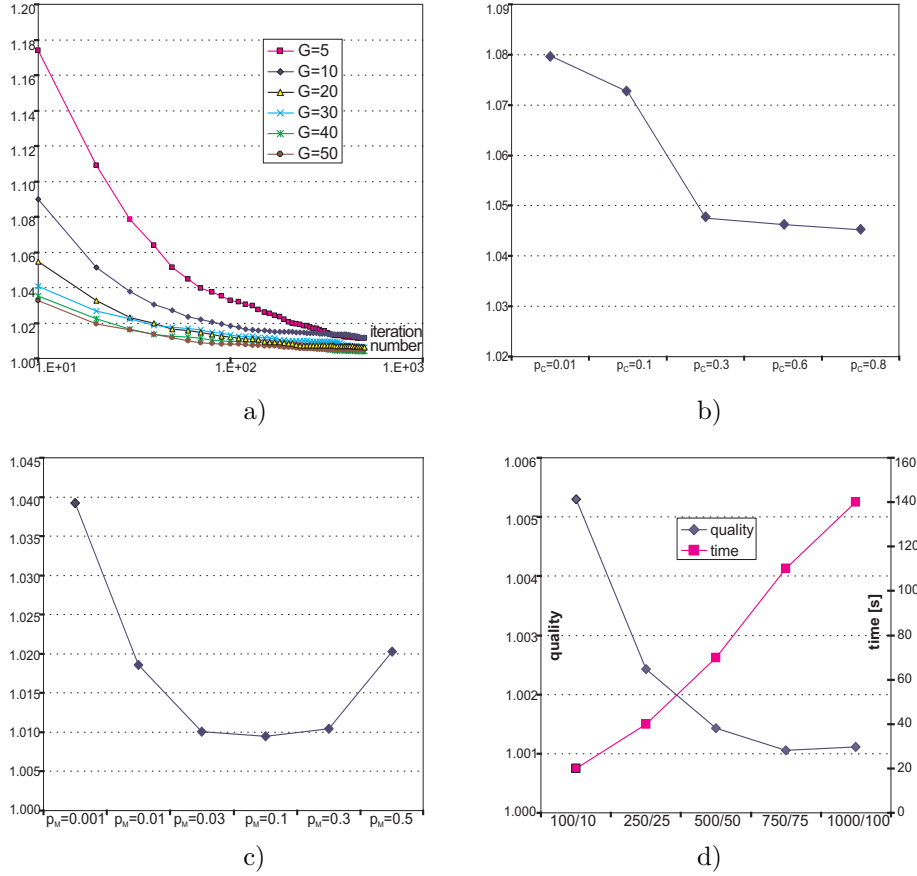 1.20
1.18
1.16
1.14
1.12
1.10
1.08
1.06
1.04
1.02
1.00
G=5
G=10
G=20
G=30
G=40
G=50
iteration
number
1.E+01 1.E+02 1.E+03
a)
1.09
1.08
1.07
1.06
1.05
1.04
1.03
1.02
pC=0.01 pC=0.1 pC=0.3 pC=0.6 pC=0.8
b)
1.045
1.040
1.035
1.030
1.025
1.020
1.015
1.010
1.005
1.000
pM=0.001 pM=0.01 pM=0.03 pM=0.1 pM=0.3 pM=0.5
c)
1.006
1.005
1.004
1.003
1.002
1.001
1.000
quality
quality
time
time [s]
160
140
120
100
80
60
40
20
0
100/10 250/25 500/50 750/75 1000/100
d)